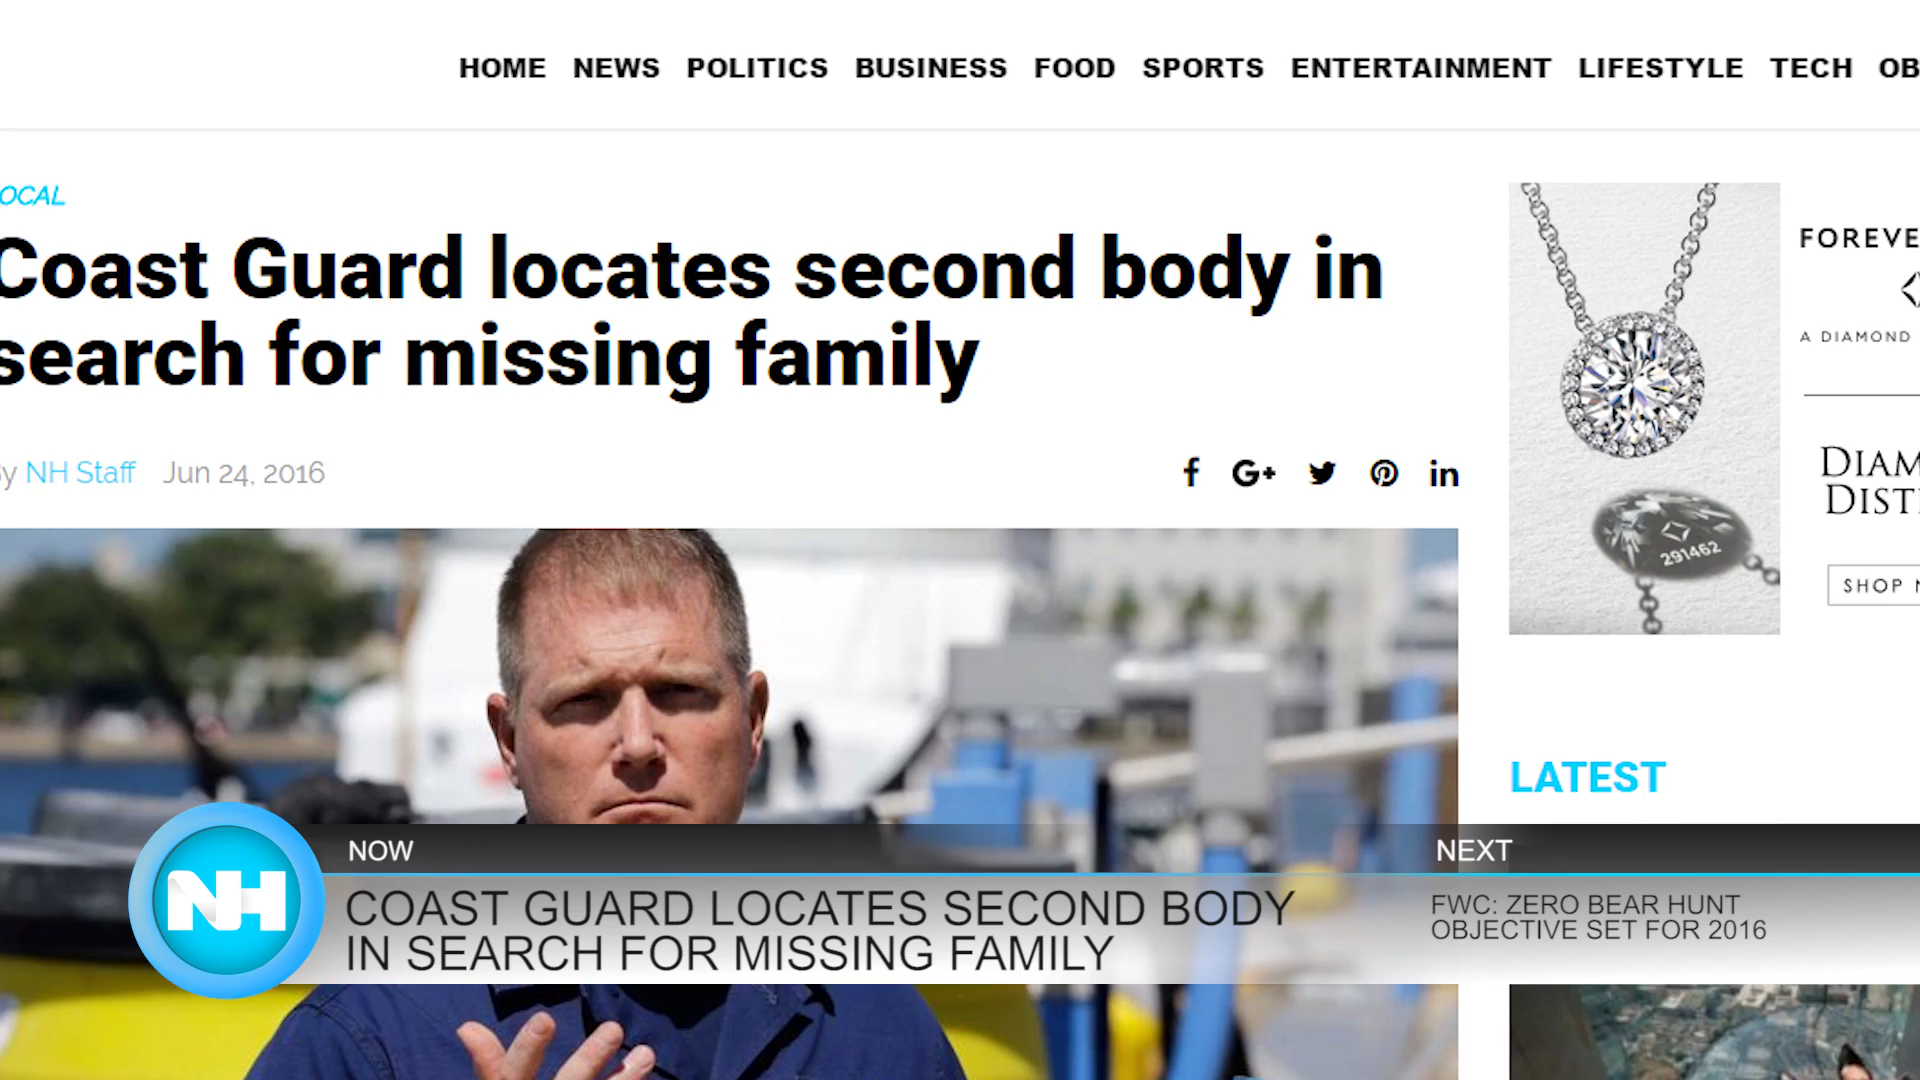 HOME NEWS POLITICS BUSINESS FOOD SPORTS ENTERTAINMENT LIFESTYLE TECH OB
OCAL
Coast Guard locates second body in
search for missing family
By NH Staff Jun 24, 2016
f G+ in
FOREVE
A DIAMOND
DIAM
DIST
291462
SHOP N
LATEST
NH
NOW
COAST GUARD LOCATES SECOND BODY
IN SEARCH FOR MISSING FAMILY
NEXT
FWC: ZERO BEAR HUNT
OBJECTIVE SET FOR 2016